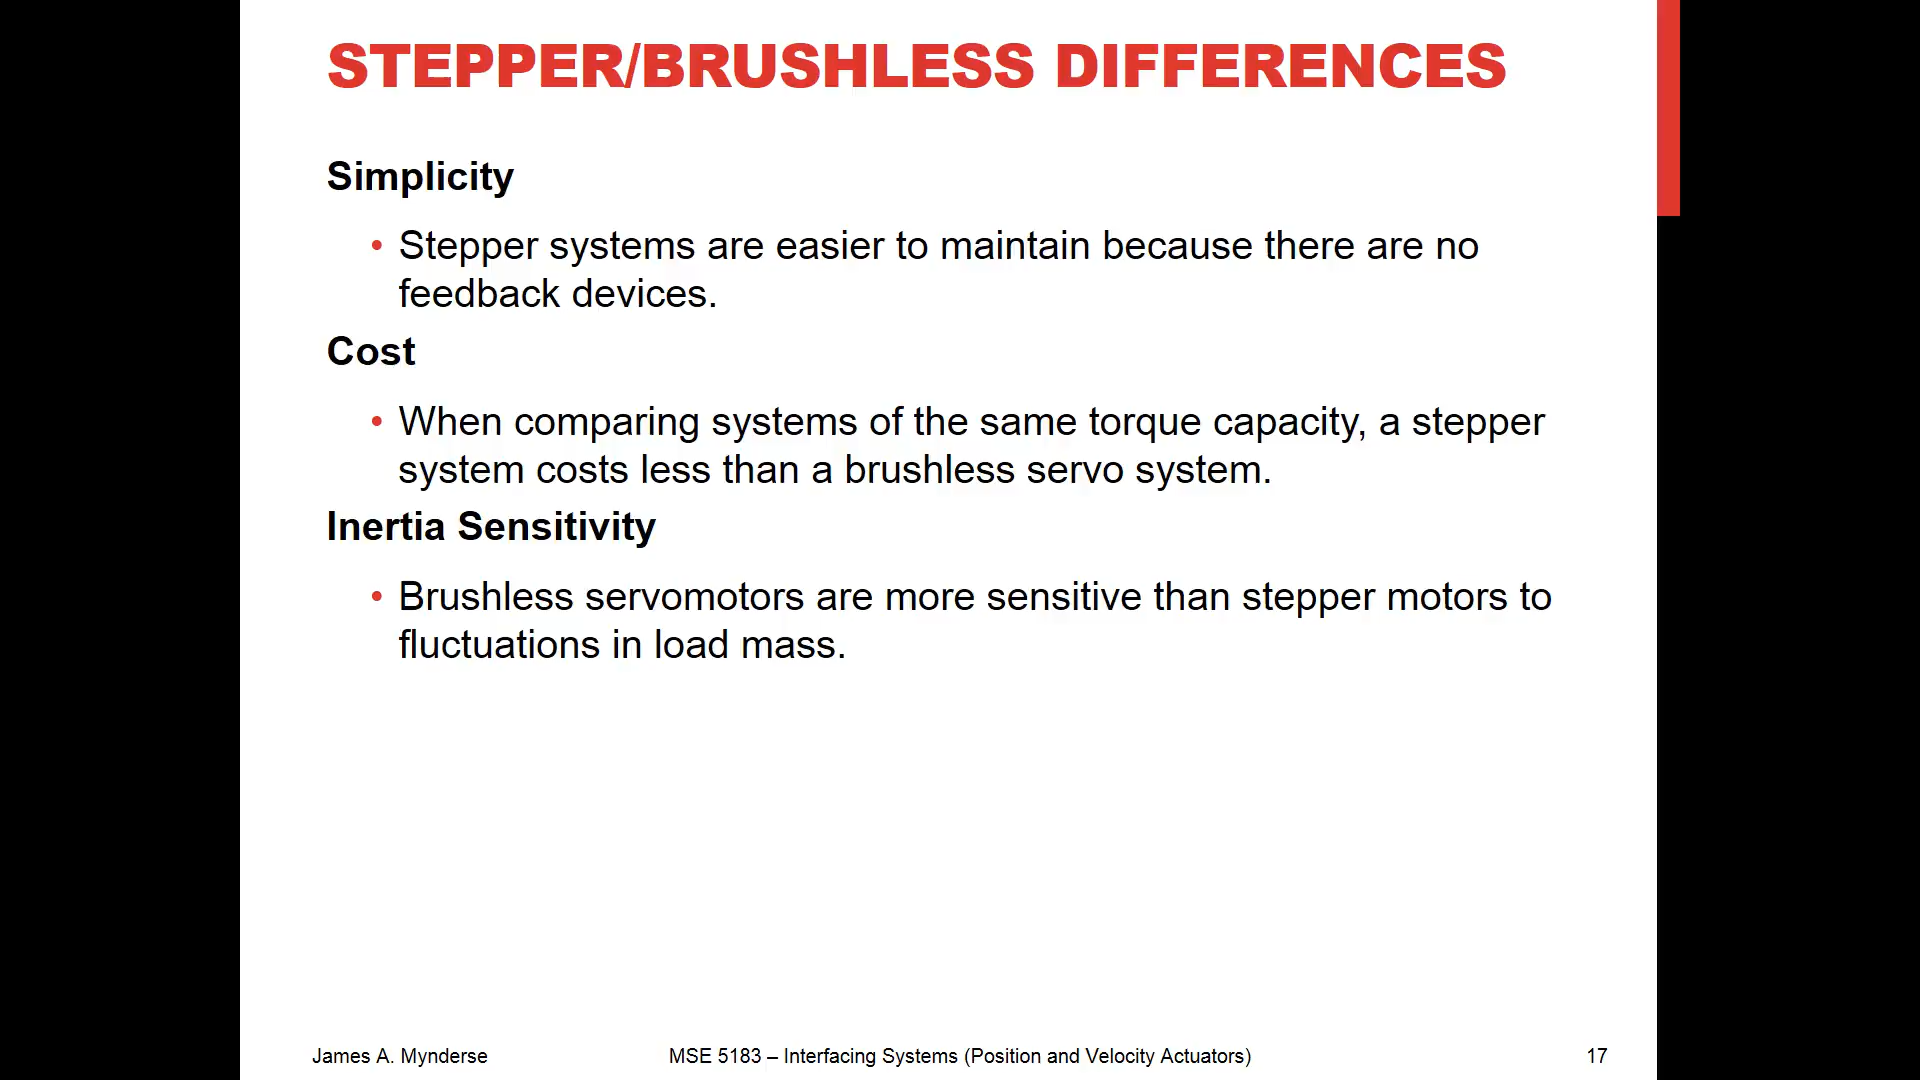 STEPPER/BRUSHLESS DIFFERENCES
Simplicity
• Stepper systems are easier to maintain because there are no
feedback devices.
Cost
• When comparing systems of the same torque capacity, a stepper
system costs less than a brushless servo system.
Inertia Sensitivity
• Brushless servomotors are more sensitive than stepper motors to
fluctuations in load mass.
James A. Mynderse MSE 5183 – Interfacing Systems (Position and Velocity Actuators) 17